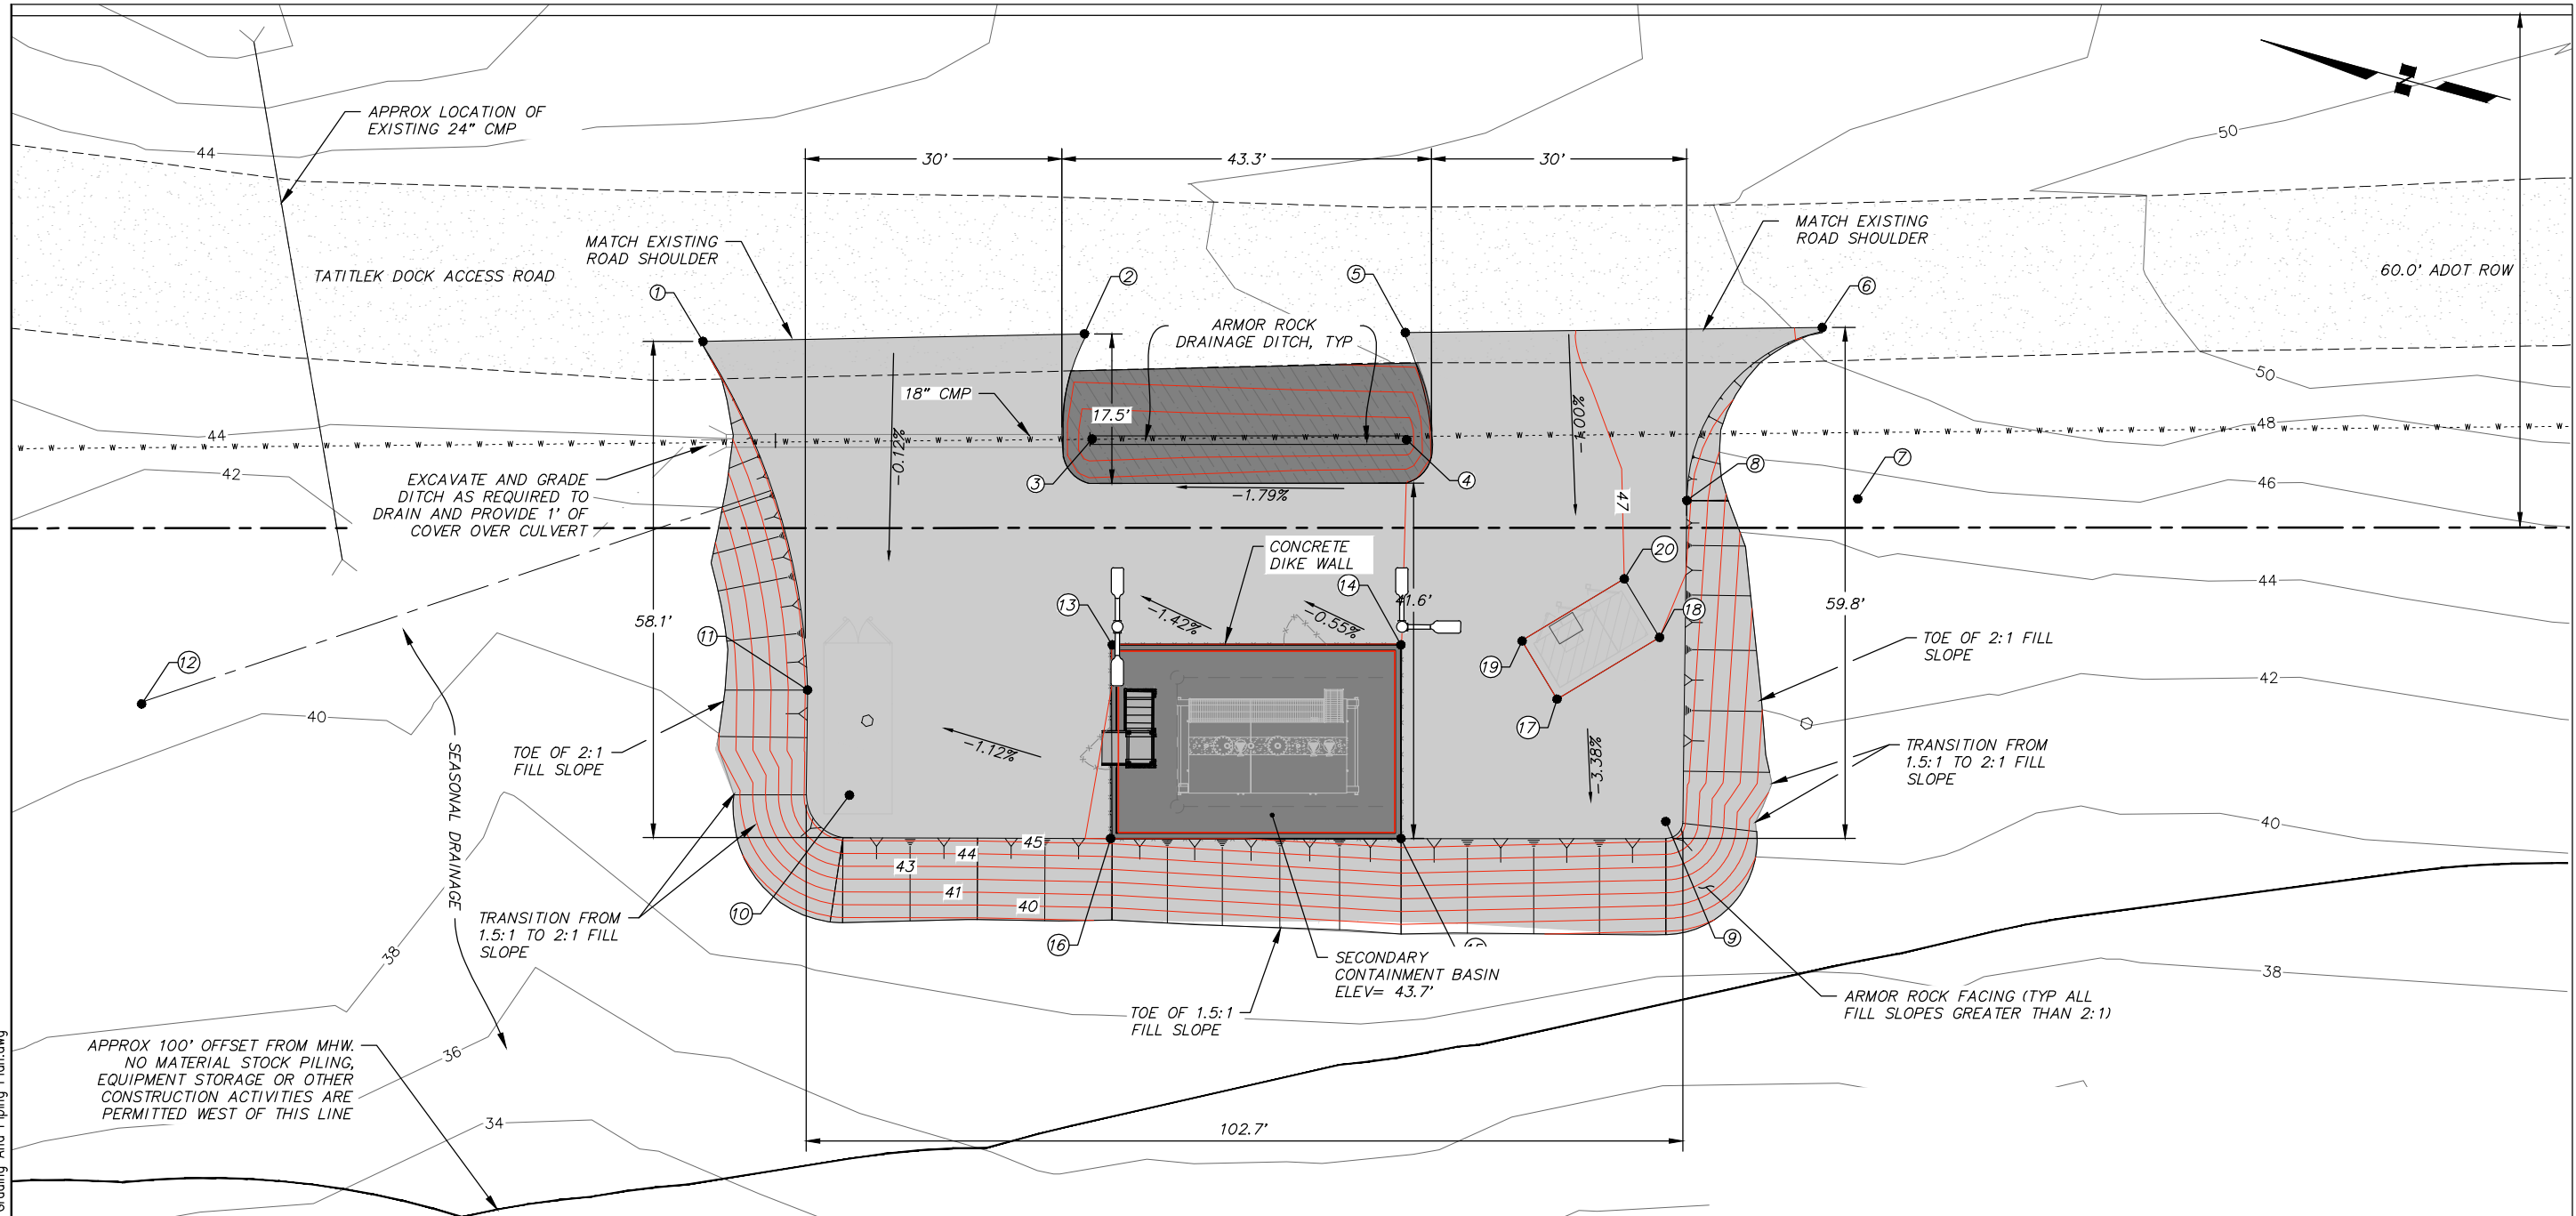 APPROX LOCATION OF
EXISTING 24" CMP
44
30'
43.3'
30'
50
MATCH EXISTING
ROAD SHOULDER
MATCH EXISTING
ROAD SHOULDER
TATITLEK DOCK ACCESS ROAD
60.0' ADOT ROW
1
2
5
6
ARMOR ROCK
DRAINAGE DITCH, TYP
18" CMP
17.5'
-0.12%
-1.00%
50
48
44
42
46
EXCAVATE AND GRADE
DITCH AS REQUIRED TO
DRAIN AND PROVIDE 1' OF
COVER OVER CULVERT
3
4
8
7
-1.79%
47
CONCRETE
DIKE WALL
20
14
13
41.6'
18
44
58.1'
59.8'
-1.42%
-0.55%
11
12
19
17
TOE OF 2:1 FILL
SLOPE
42
40
SEASONAL DRAINAGE
TOE OF 2:1
FILL SLOPE
-1.12%
-3.38%
TRANSITION FROM
1.5:1 TO 2:1 FILL
SLOPE
40
45
44
43
41
40
10
TRANSITION FROM
1.5:1 TO 2:1 FILL
SLOPE
16
9
38
SECONDARY
CONTAINMENT BASIN
ELEV= 43.7'
38
TOE OF 1.5:1
FILL SLOPE
ARMOR ROCK FACING (TYP ALL
FILL SLOPES GREATER THAN 2:1)
APPROX 100' OFFSET FROM MHW.
NO MATERIAL STOCK PILING,
EQUIPMENT STORAGE OR OTHER
CONSTRUCTION ACTIVITIES ARE
PERMITTED WEST OF THIS LINE
36
34
102.7'